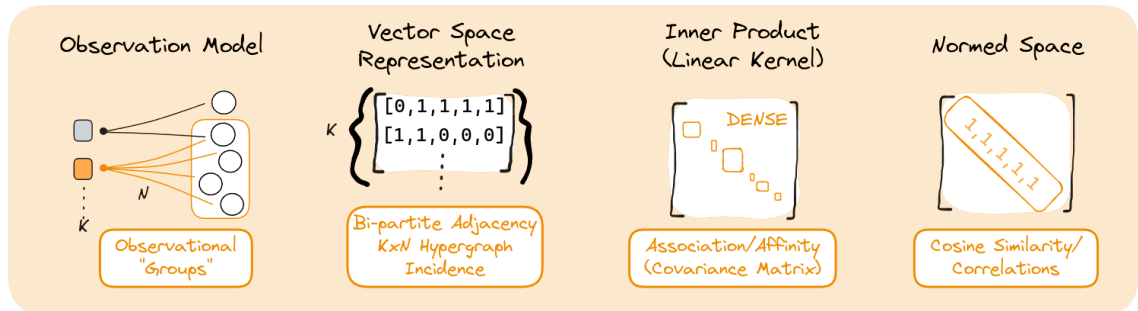 Observation Model
N
K
Observational
"Groups"
Vector Space
Representation
K
[0,1,1,1,1]
[1,1,0,0,0]
Bi-partite Adjacency
KxN Hypergraph
Incidence
Inner Product
(Linear Kernel)
DENSE
Association/Affinity
(Covariance Matrix)
Normed Space
1,1,1,1,1
Cosine Similarity/
Correlations